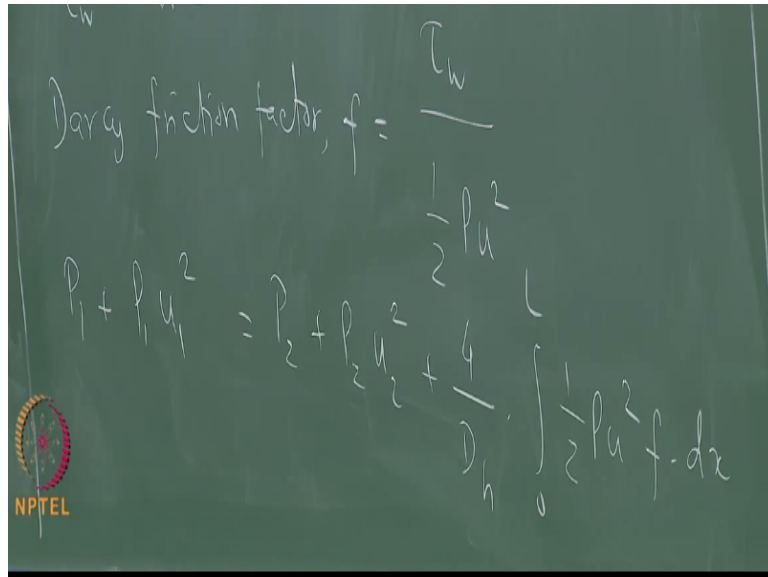 τw
Darcy friction factor, f = τw / 1/2 ρu²
P₁ + ρ₁u₁² = P₂ + ρ₂u₂² + 4/Dh · ∫₀ᴸ 1/2 ρu² f · dx
NPTEL